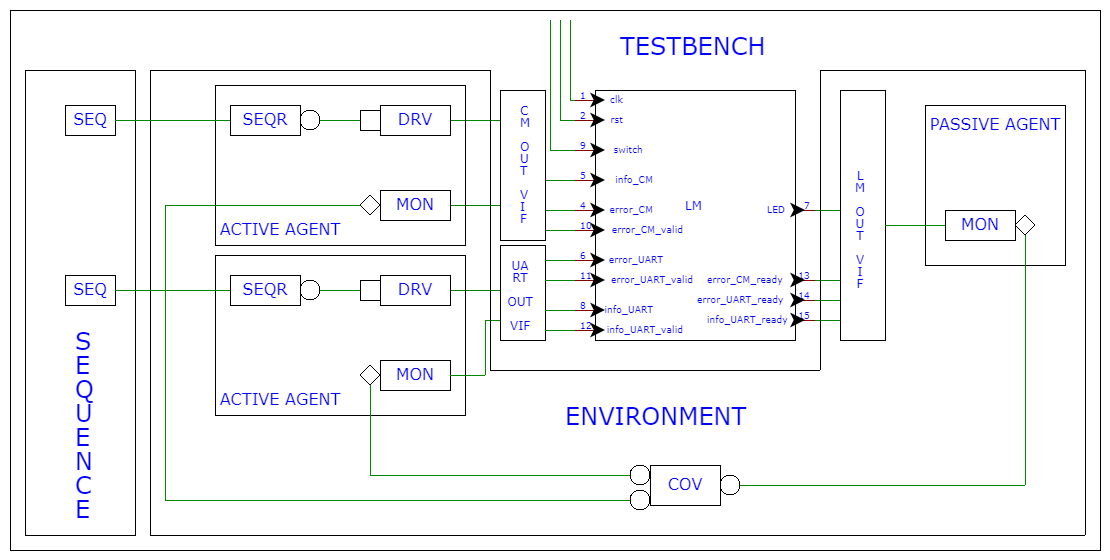 TESTBENCH
SEQ
SEQR
DRV
MON
ACTIVE AGENT
SEQ
SEQR
DRV
MON
ACTIVE AGENT
SEQUENCE
CM OUT VIF
UA
RT
OUT
VIF
1 clk
2 rst
9 switch
5 info_CM
4 error_CM
10 error_CM_valid
6 error_UART
11 error_UART_valid
8 info_UART
12 info_UART_valid
LM
LED 7
error_CM_ready 13
error_UART_ready 14
info_UART_ready 15
LM OUT VIF
PASSIVE AGENT
MON
ENVIRONMENT
COV